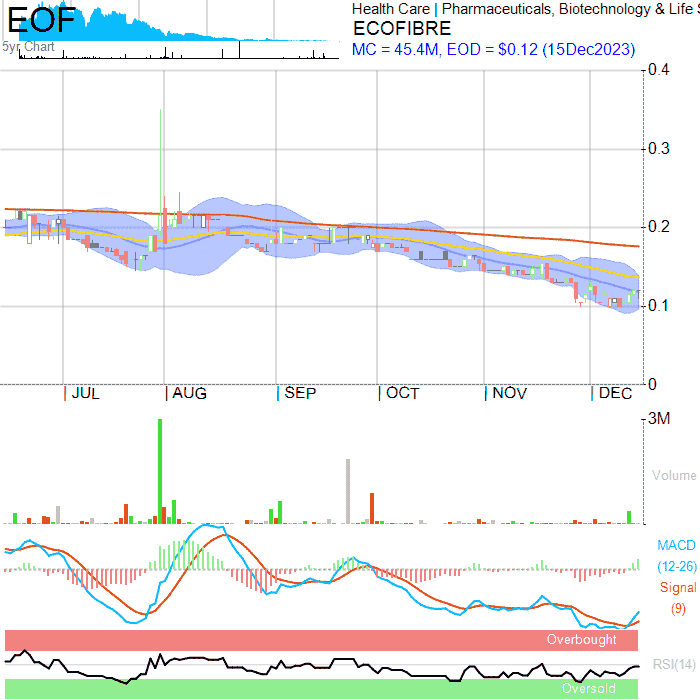 EOF
5yr Chart
Health Care | Pharmaceuticals, Biotechnology & Life S
ECOFIBRE
MC = 45.4M, EOD = $0.12 (15Dec2023)
0.4
0.3
0.2
0.1
0
JUL
AUG
SEP
OCT
NOV
DEC
3M
Volume
MACD
(12-26)
Signal
(9)
Overbought
RSI(14)
Oversold